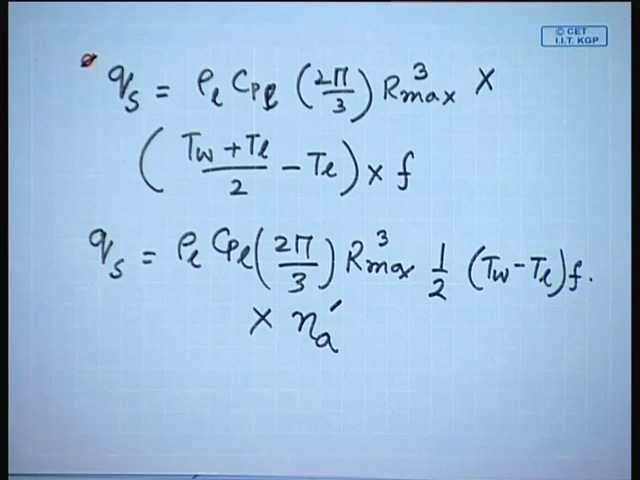 © CET
I.I.T. KGP
q_s = ρ_l C_pl (2π/3) R_max^3 ×
((T_w + T_l)/2 − T_l) × f
q_s = ρ_l C_pl (2π/3) R_max^3 1/2 (T_w − T_l) f.
× n_a′